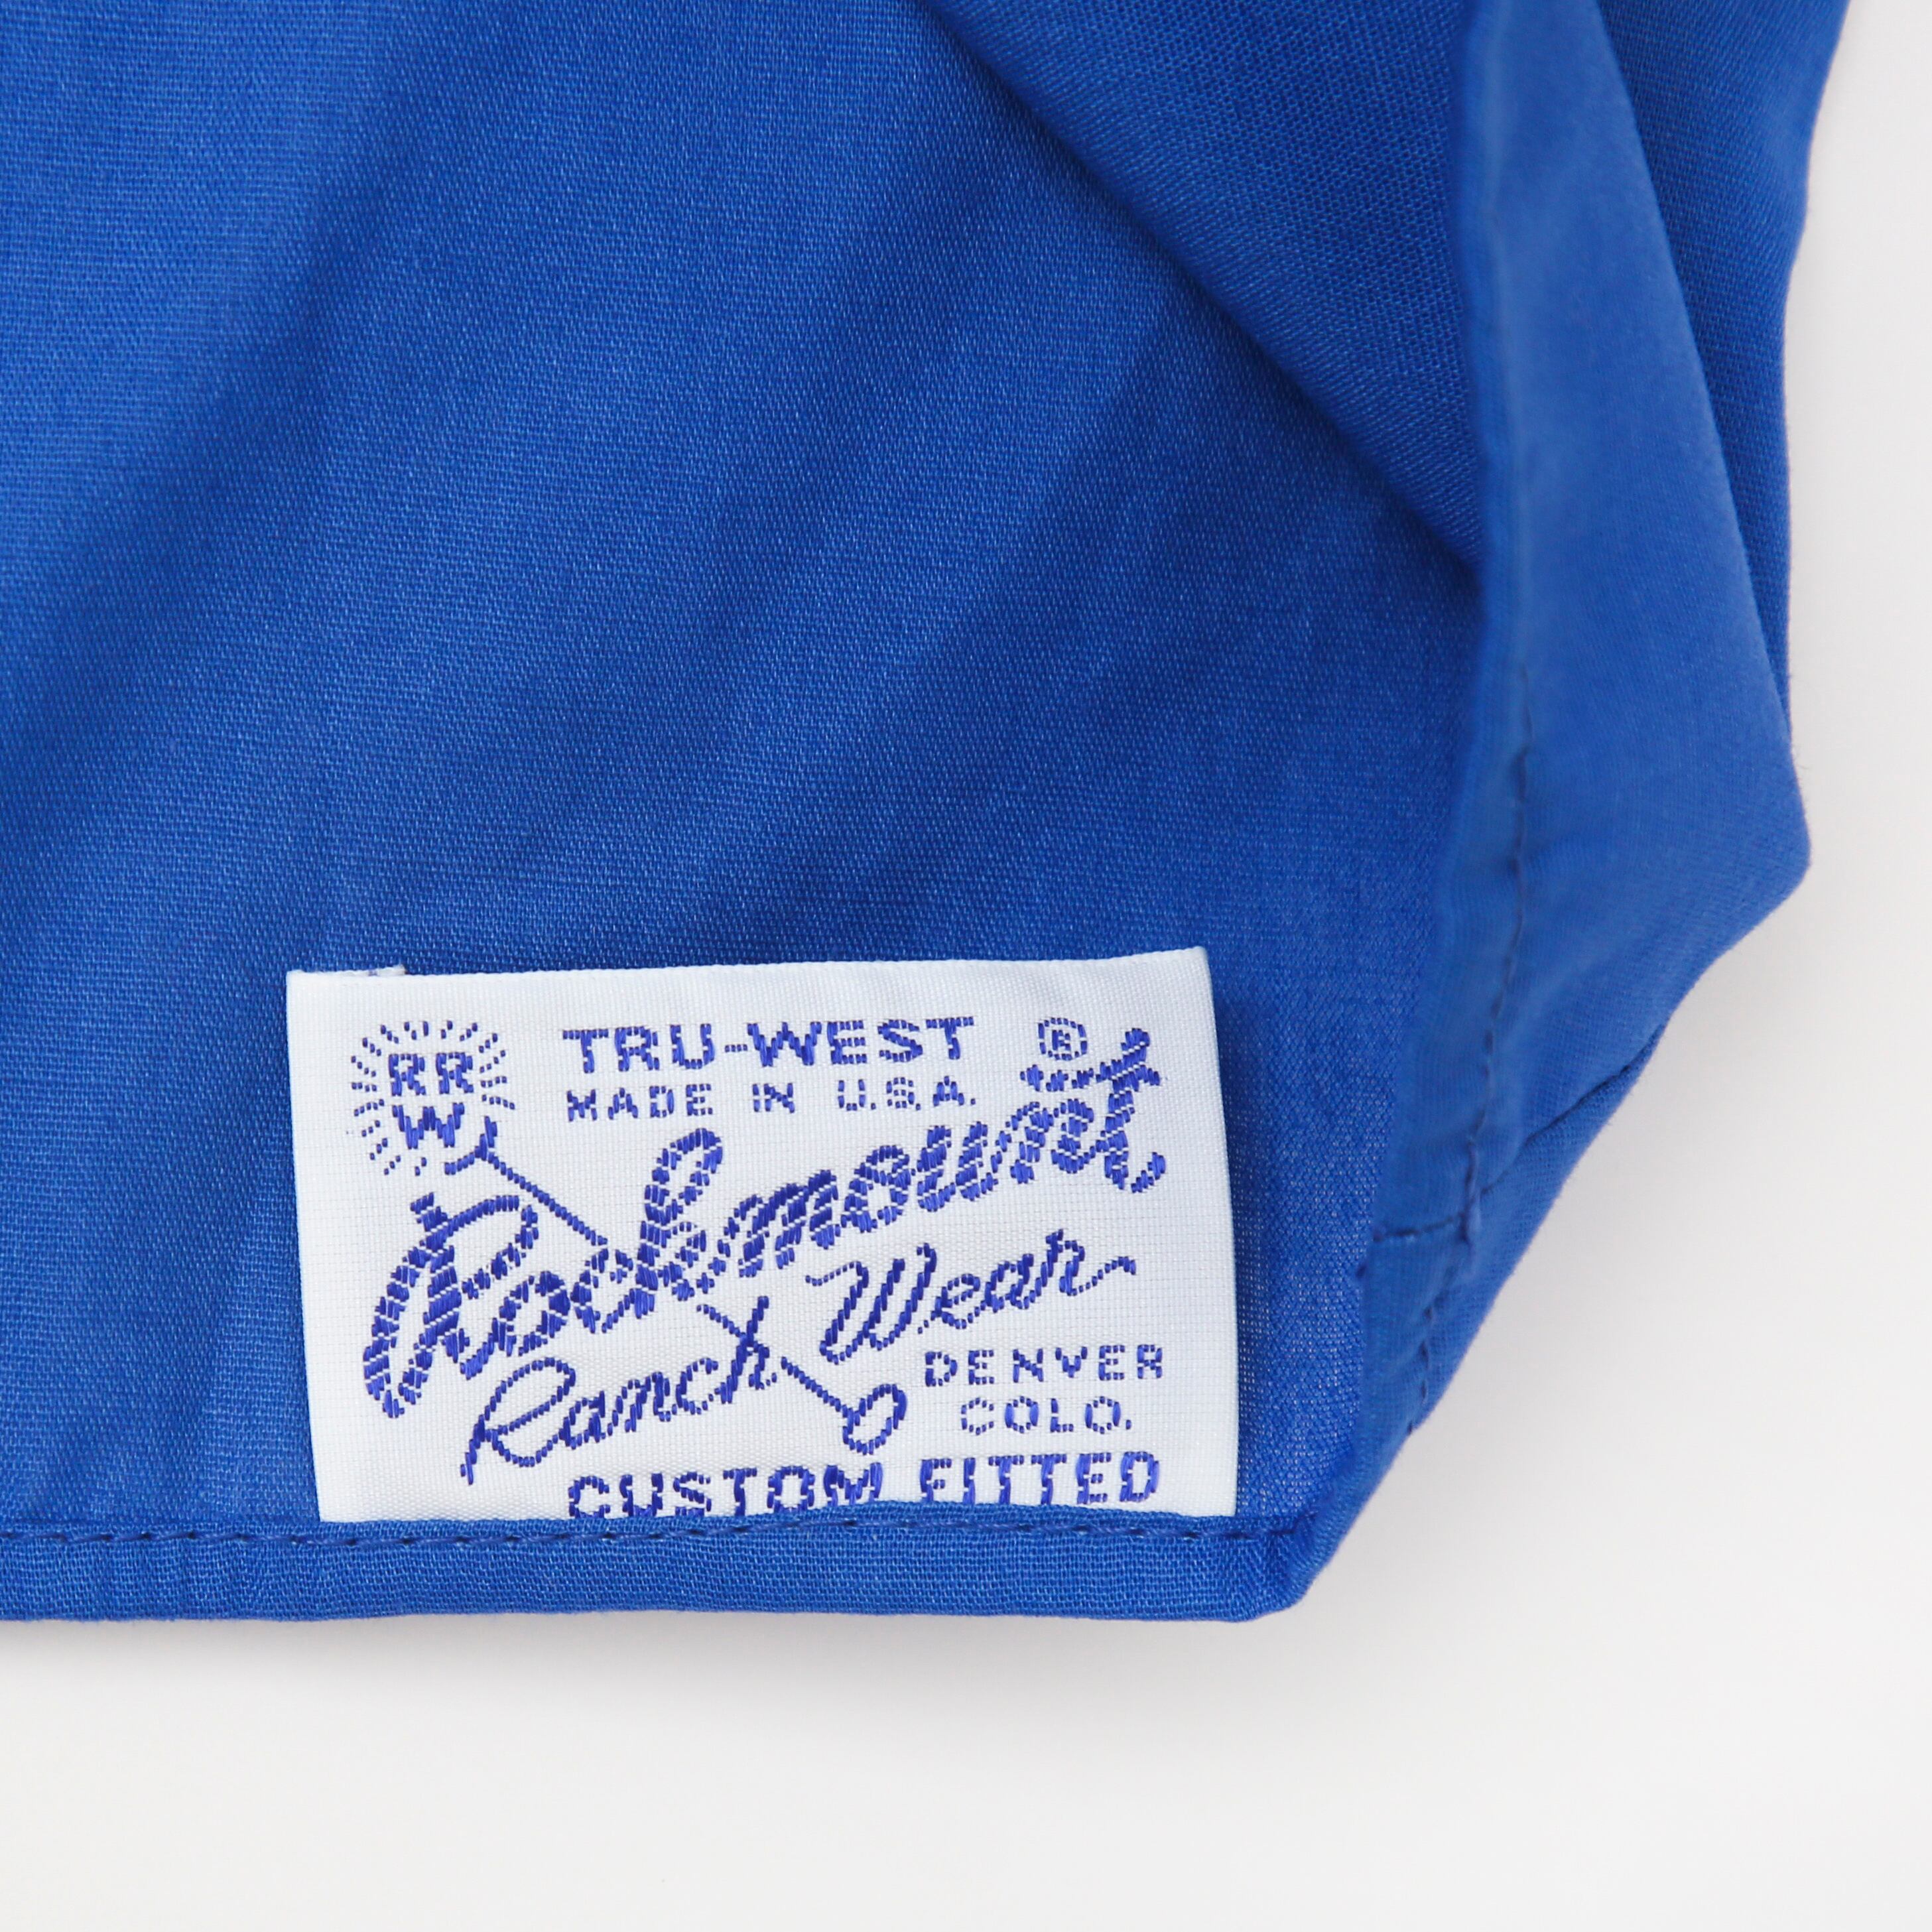 RR
W
TRU-WEST ®
MADE IN U.S.A.
Rockmount
Ranch Wear
DENVER
COLO.
CUSTOM FITTED